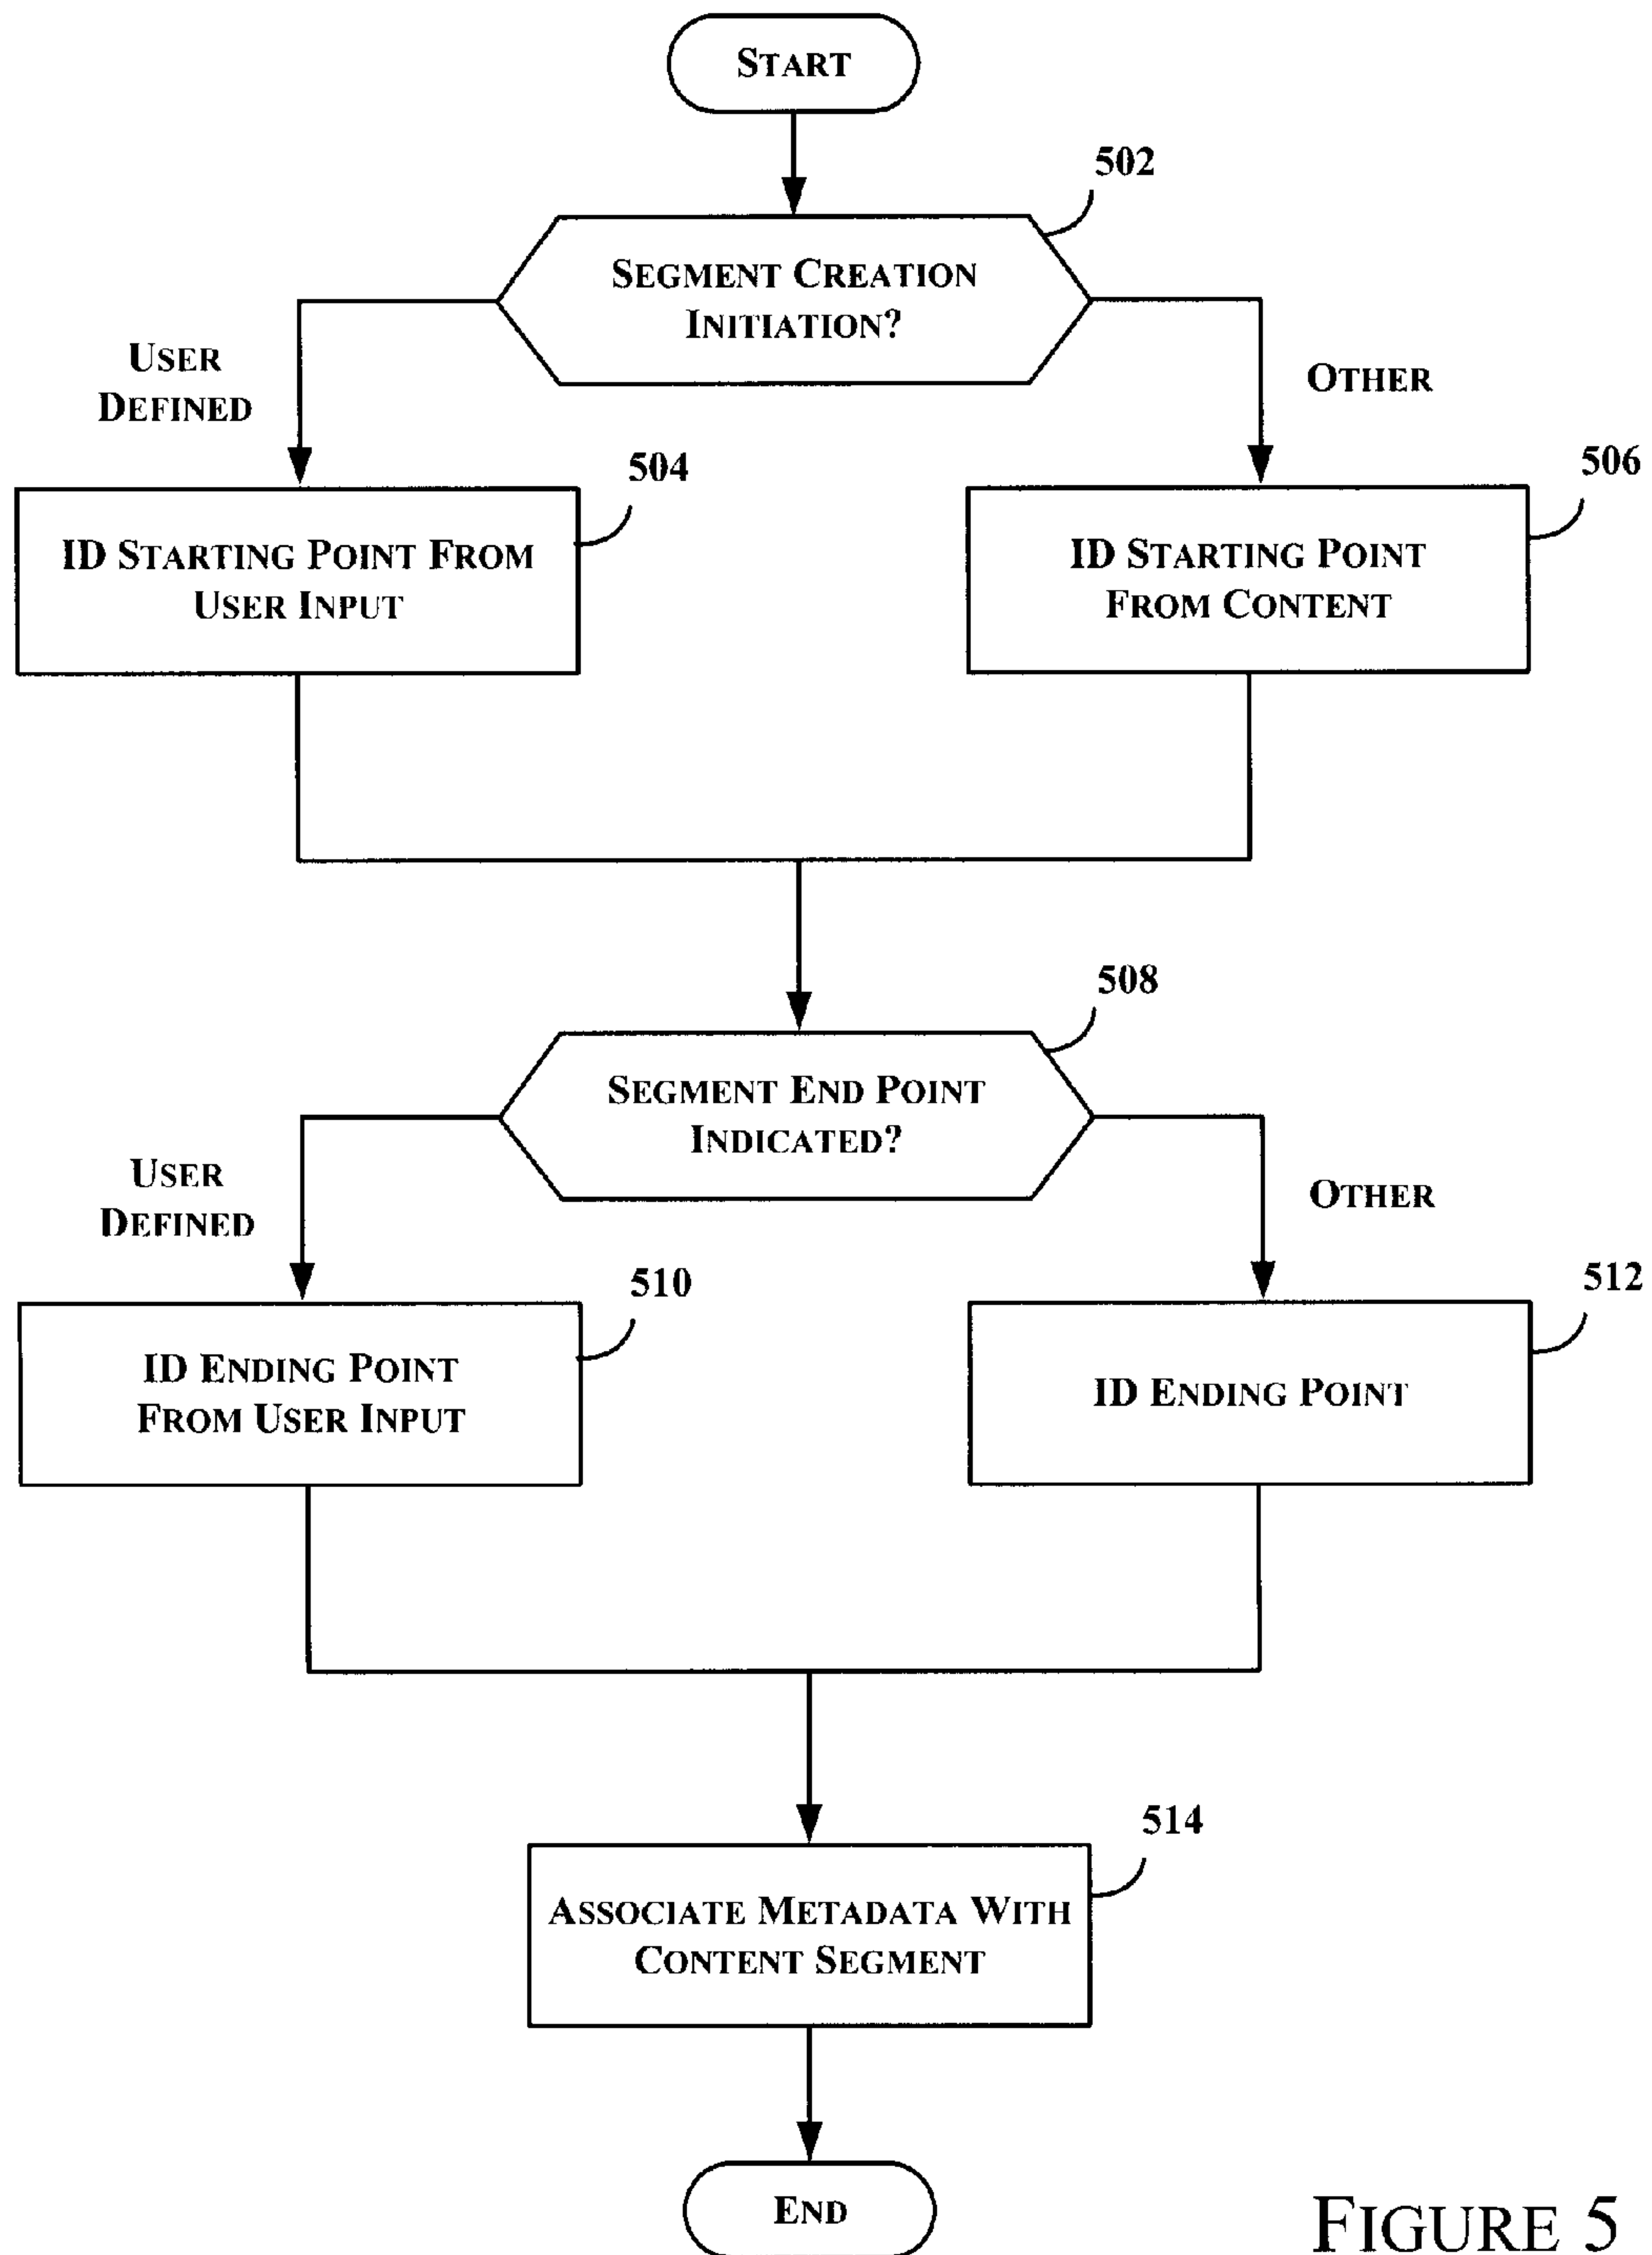 START
502
SEGMENT CREATION
INITIATION?
USER
DEFINED
OTHER
504
506
ID STARTING POINT FROM
USER INPUT
ID STARTING POINT
FROM CONTENT
508
SEGMENT END POINT
INDICATED?
USER
DEFINED
OTHER
510
512
ID ENDING POINT
FROM USER INPUT
ID ENDING POINT
514
ASSOCIATE METADATA WITH
CONTENT SEGMENT
END
FIGURE 5